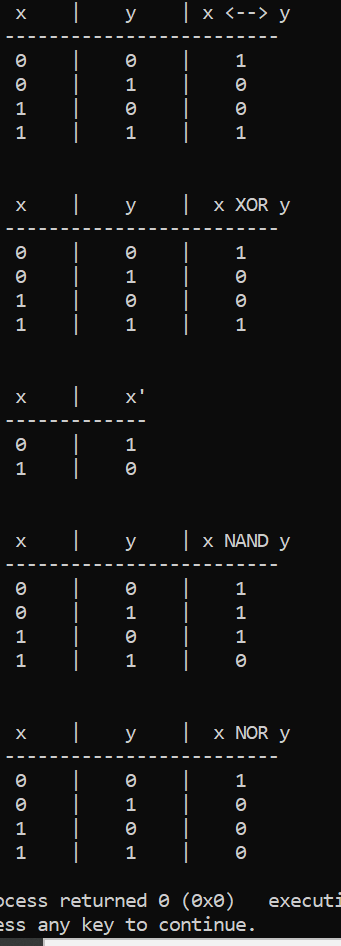 x | y | x <--> y
-------------------------
0 | 0 | 1
0 | 1 | 0
1 | 0 | 0
1 | 1 | 1
x | y | x XOR y
-------------------------
0 | 0 | 1
0 | 1 | 0
1 | 0 | 0
1 | 1 | 1
x | x'
-------------
0 | 1
1 | 0
x | y | x NAND y
-------------------------
0 | 0 | 1
0 | 1 | 1
1 | 0 | 1
1 | 1 | 0
x | y | x NOR y
-------------------------
0 | 0 | 1
0 | 1 | 0
1 | 0 | 0
1 | 1 | 0
ocess returned 0 (0x0) executi
ess any key to continue.